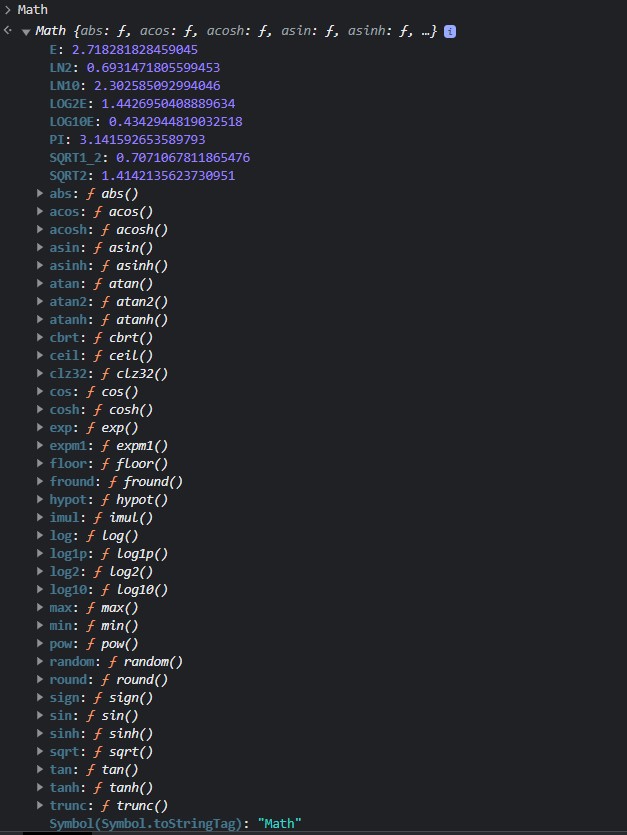 > Math
Math {abs: ƒ, acos: ƒ, acosh: ƒ, asin: ƒ, asinh: ƒ, …} i
E: 2.718281828459045
LN2: 0.6931471805599453
LN10: 2.302585092994046
LOG2E: 1.4426950408889634
LOG10E: 0.4342944819032518
PI: 3.141592653589793
SQRT1_2: 0.7071067811865476
SQRT2: 1.4142135623730951
abs: ƒ abs()
acos: ƒ acos()
acosh: ƒ acosh()
asin: ƒ asin()
asinh: ƒ asinh()
atan: ƒ atan()
atan2: ƒ atan2()
atanh: ƒ atanh()
cbrt: ƒ cbrt()
ceil: ƒ ceil()
clz32: ƒ clz32()
cos: ƒ cos()
cosh: ƒ cosh()
exp: ƒ exp()
expm1: ƒ expm1()
floor: ƒ floor()
fround: ƒ fround()
hypot: ƒ hypot()
imul: ƒ imul()
log: ƒ log()
log1p: ƒ log1p()
log2: ƒ log2()
log10: ƒ log10()
max: ƒ max()
min: ƒ min()
pow: ƒ pow()
random: ƒ random()
round: ƒ round()
sign: ƒ sign()
sin: ƒ sin()
sinh: ƒ sinh()
sqrt: ƒ sqrt()
tan: ƒ tan()
tanh: ƒ tanh()
trunc: ƒ trunc()
Symbol(Symbol.toStringTag): "Math"